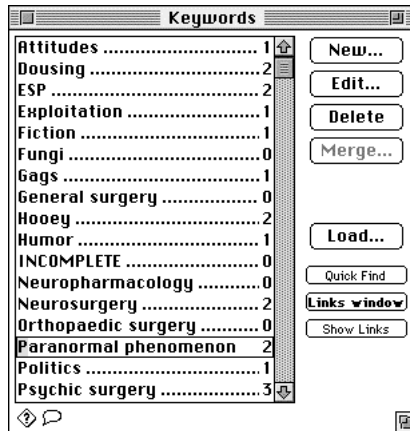 Keywords
Attitudes ................................ 1
Dousing ................................ 2
ESP ................................ 2
Exploitation ................................ 1
Fiction ................................ 1
Fungi ................................ 0
Gags ................................ 1
General surgery ................ 0
Hooey ................................ 2
Humor ................................ 1
INCOMPLETE ................ 0
Neuropharmacology ........ 0
Neurosurgery ................ 2
Orthopaedic surgery ........ 0
Paranormal phenomenon 2
Politics ................................ 1
Psychic surgery ................ 3
New...
Edit...
Delete
Merge...
Load...
Quick Find
Links window
Show Links